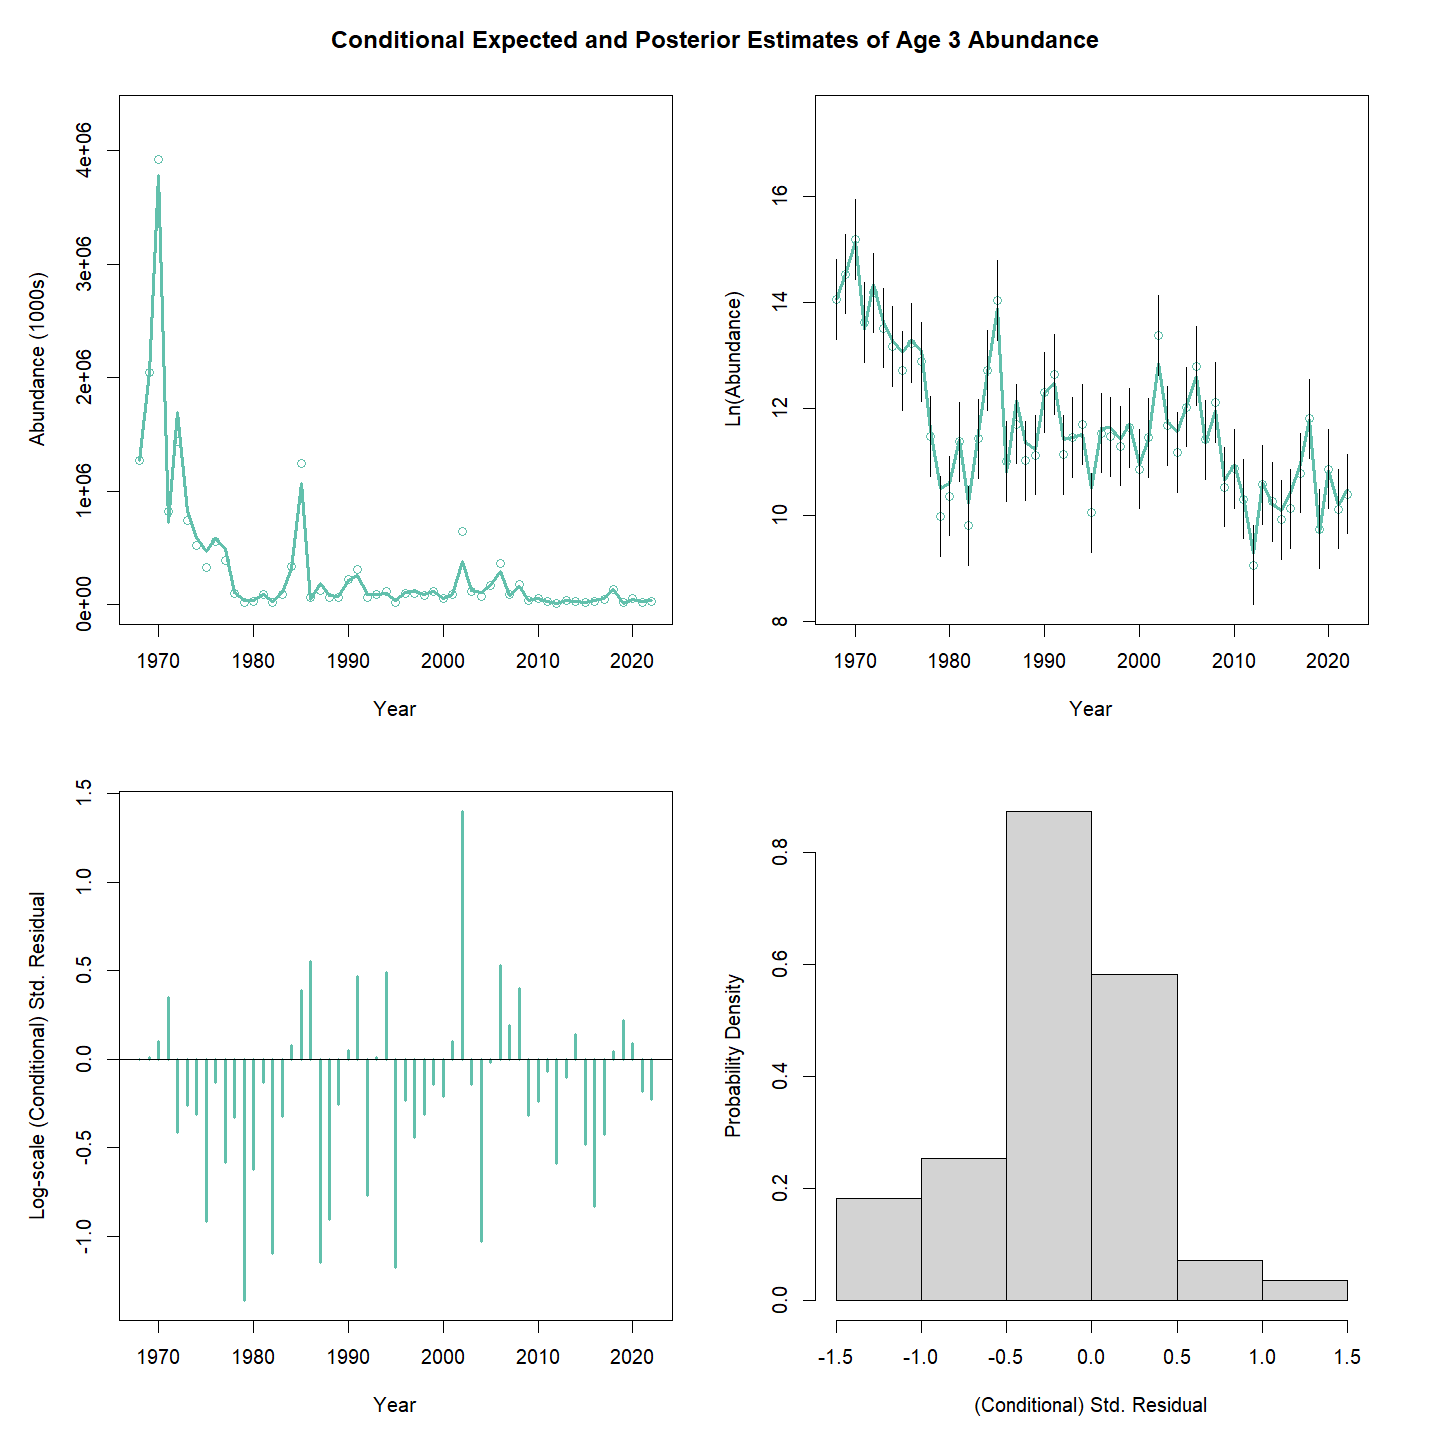 Conditional Expected and Posterior Estimates of Age 3 Abundance
Abundance (1000s)
4e+06
3e+06
2e+06
1e+06
0e+00
1970 1980 1990 2000 2010 2020
Year
Ln(Abundance)
16
14
12
10
8
1970 1980 1990 2000 2010 2020
Year
Log-scale (Conditional) Std. Residual
1.5
1.0
0.5
0.0
-0.5
-1.0
1970 1980 1990 2000 2010 2020
Year
Probability Density
0.8
0.6
0.4
0.2
0.0
-1.5 -1.0 -0.5 0.0 0.5 1.0 1.5
(Conditional) Std. Residual